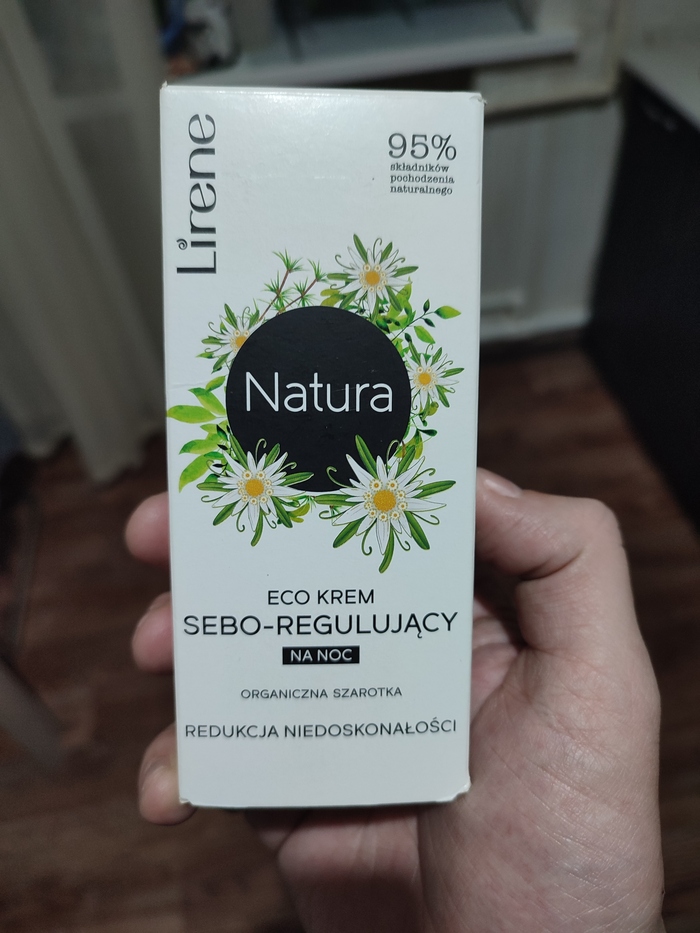 Lirene
95%
składników
pochodzenia
naturalnego
Natura
ECO KREM
SEBO-REGULUJĄCY
NA NOC
ORGANICZNA SZAROTKA
REDUKCJA NIEDOSKONAŁOŚCI